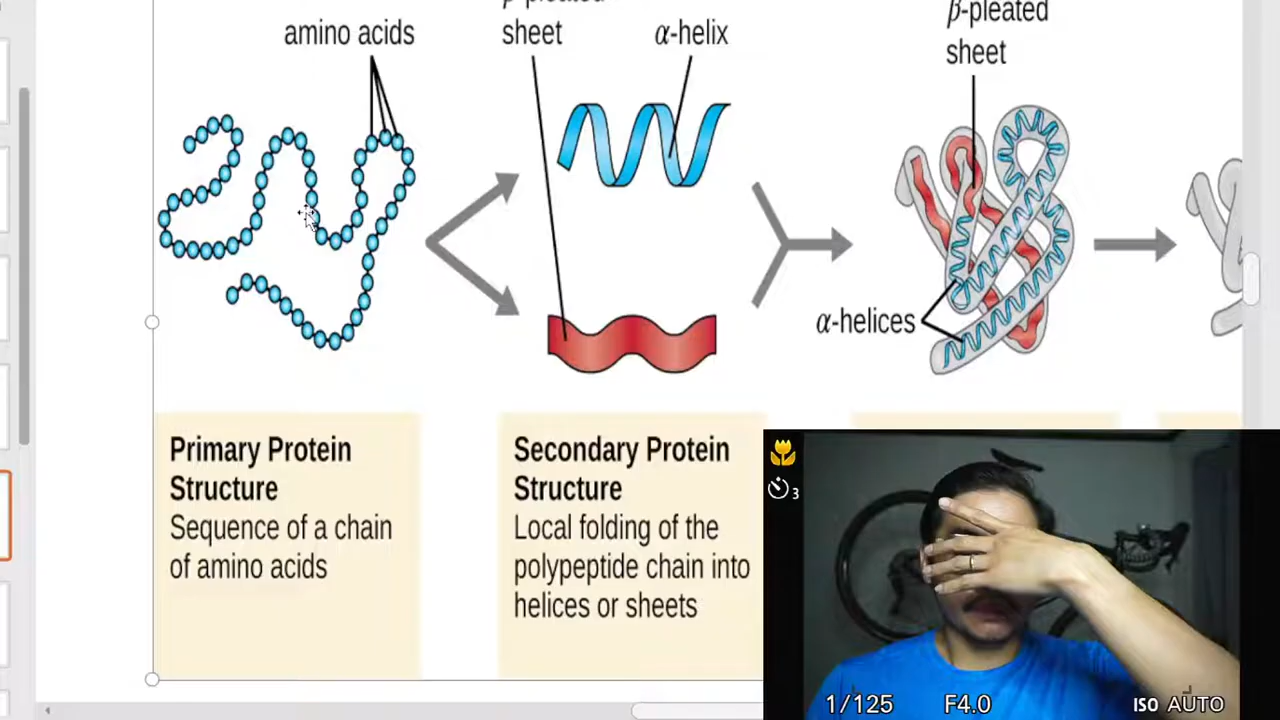 amino acids
sheet
α-helix
β-pleated
sheet
α-helices
Primary Protein
Structure
Sequence of a chain
of amino acids
Secondary Protein
Structure
Local folding of the
polypeptide chain into
helices or sheets
3
1/125
F4.0
ISO AUTO